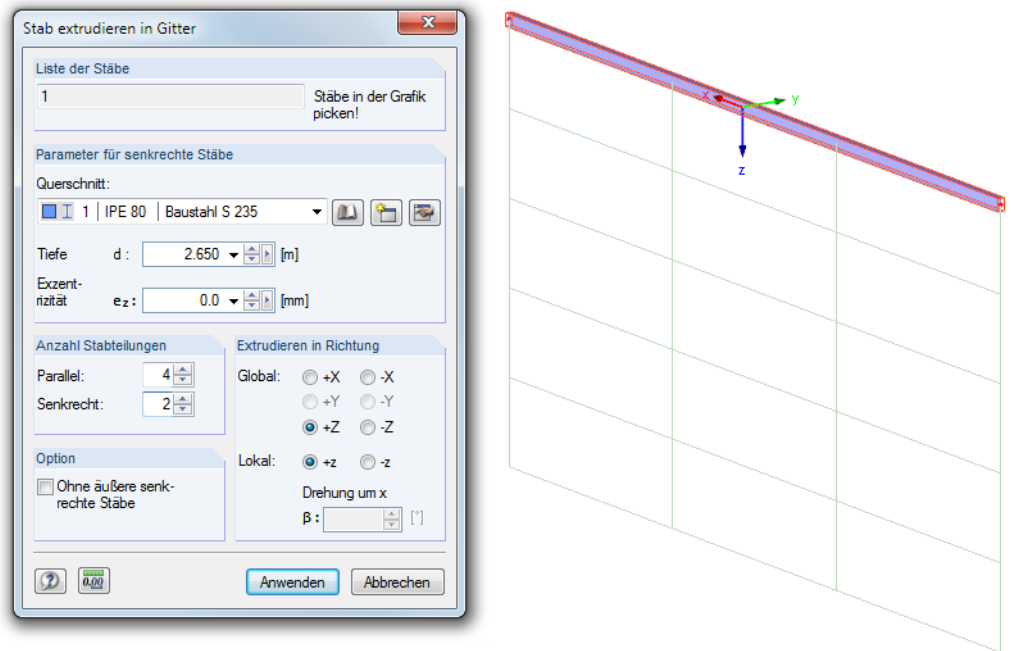 Stab extrudieren in Gitter
Liste der Stäbe
1
Stäbe in der Grafik
picken!
Parameter für senkrechte Stäbe
Querschnitt:
1 | IPE 80 | Baustahl S 235
Tiefe d : 2.650 [m]
Exzent-
rizität ez : 0.0 [mm]
Anzahl Stabteilungen
Parallel: 4
Senkrecht: 2
Extrudieren in Richtung
Global: +X -X
+Y -Y
+Z -Z
Lokal: +z -z
Drehung um x
β : [°]
Option
Ohne äußere senk-
rechte Stäbe
0.00
Anwenden
Abbrechen
x
Y
z